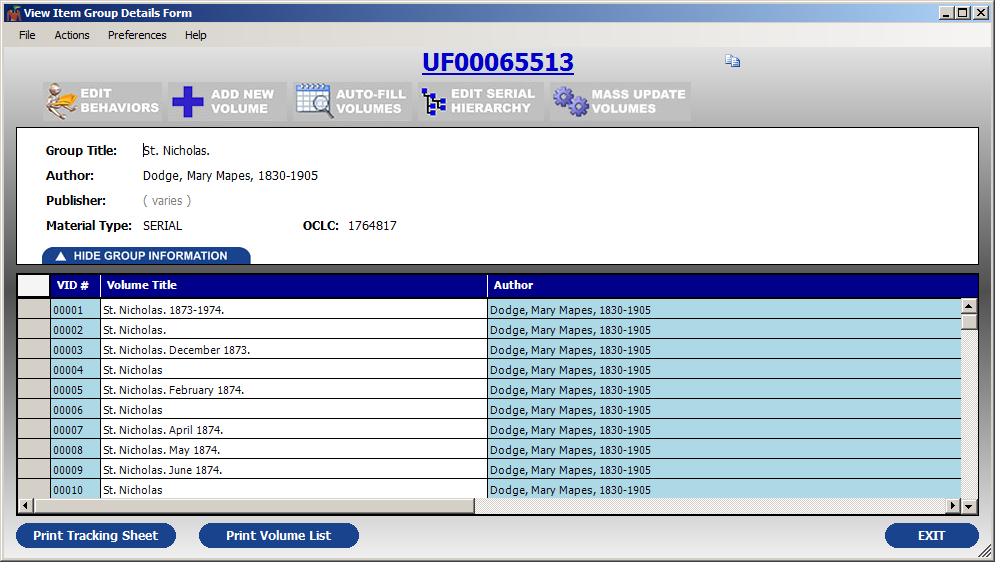 View Item Group Details Form
File Actions Preferences Help
UF00065513
EDIT BEHAVIORS
ADD NEW VOLUME
AUTO-FILL VOLUMES
EDIT SERIAL HIERARCHY
MASS UPDATE VOLUMES
Group Title: St. Nicholas.
Author: Dodge, Mary Mapes, 1830-1905
Publisher: ( varies )
Material Type: SERIAL OCLC: 1764817
HIDE GROUP INFORMATION
VID # Volume Title Author
00001 St. Nicholas. 1873-1974. Dodge, Mary Mapes, 1830-1905
00002 St. Nicholas. Dodge, Mary Mapes, 1830-1905
00003 St. Nicholas. December 1873. Dodge, Mary Mapes, 1830-1905
00004 St. Nicholas Dodge, Mary Mapes, 1830-1905
00005 St. Nicholas. February 1874. Dodge, Mary Mapes, 1830-1905
00006 St. Nicholas Dodge, Mary Mapes, 1830-1905
00007 St. Nicholas. April 1874. Dodge, Mary Mapes, 1830-1905
00008 St. Nicholas. May 1874. Dodge, Mary Mapes, 1830-1905
00009 St. Nicholas. June 1874. Dodge, Mary Mapes, 1830-1905
00010 St. Nicholas Dodge, Mary Mapes, 1830-1905
Print Tracking Sheet Print Volume List EXIT